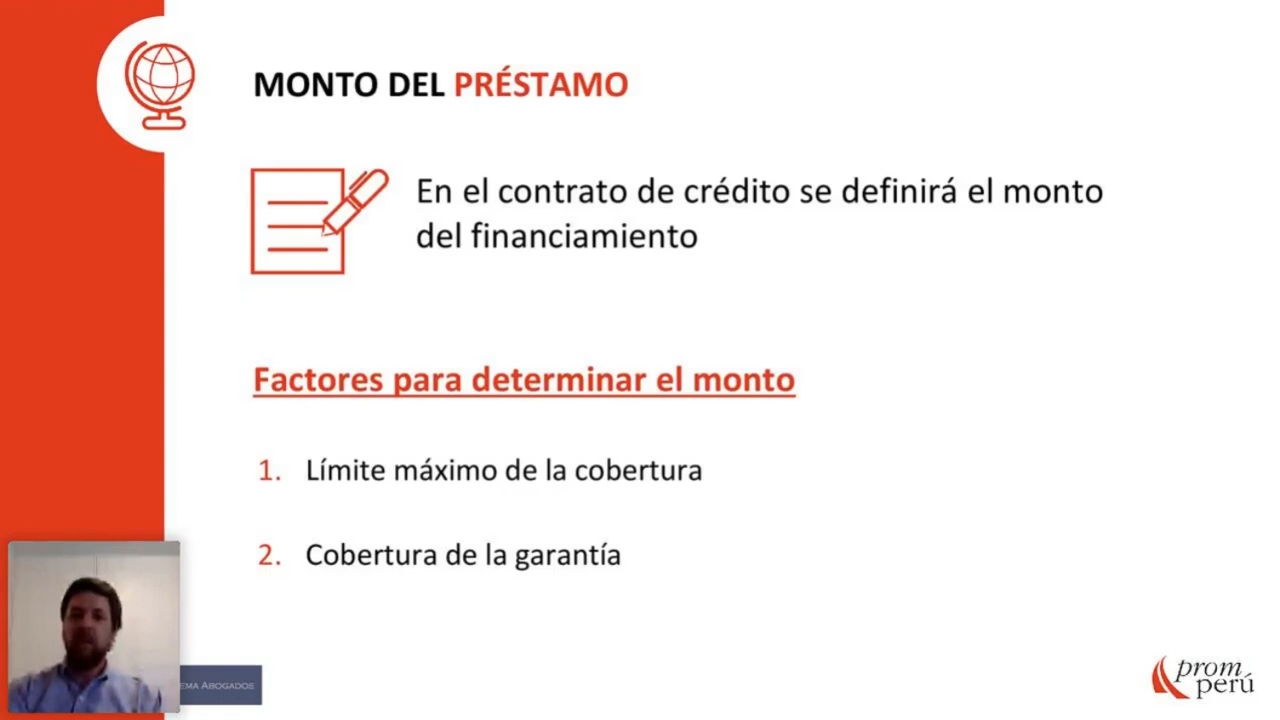 MONTO DEL PRÉSTAMO
En el contrato de crédito se definirá el monto
del financiamiento
Factores para determinar el monto
1. Límite máximo de la cobertura
2. Cobertura de la garantía
ABOGADOS
prom
perú